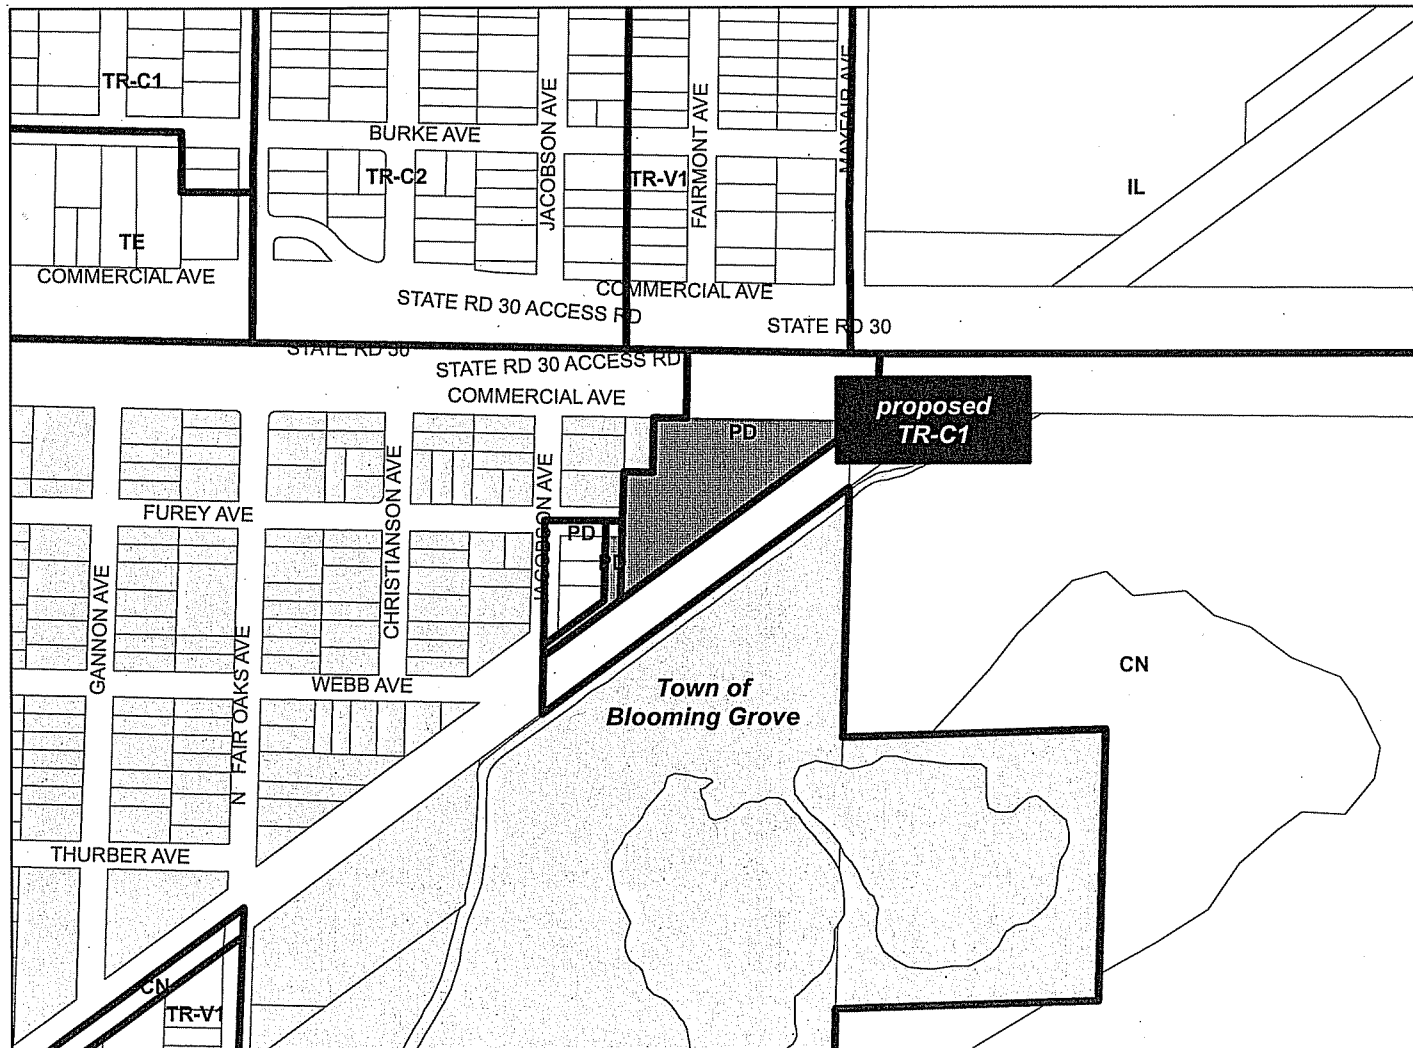 TR-C1
BURKE AVE
JACOBSON AVE
FAIRMONT AVE
MAYFAIR AVE
TR-C2
TR-V1
IL
TE
COMMERCIAL AVE
COMMERCIAL AVE
STATE RD 30 ACCESS RD
STATE RD 30
STATE RD 30
STATE RD 30 ACCESS RD
COMMERCIAL AVE
proposed
TR-C1
PD
FUREY AVE
CHRISTIANSON AVE
JACOBSON AVE
PD
PD
GANNON AVE
N FAIR OAKS AVE
WEBB AVE
Town of
Blooming Grove
CN
THURBER AVE
CN
TR-V1